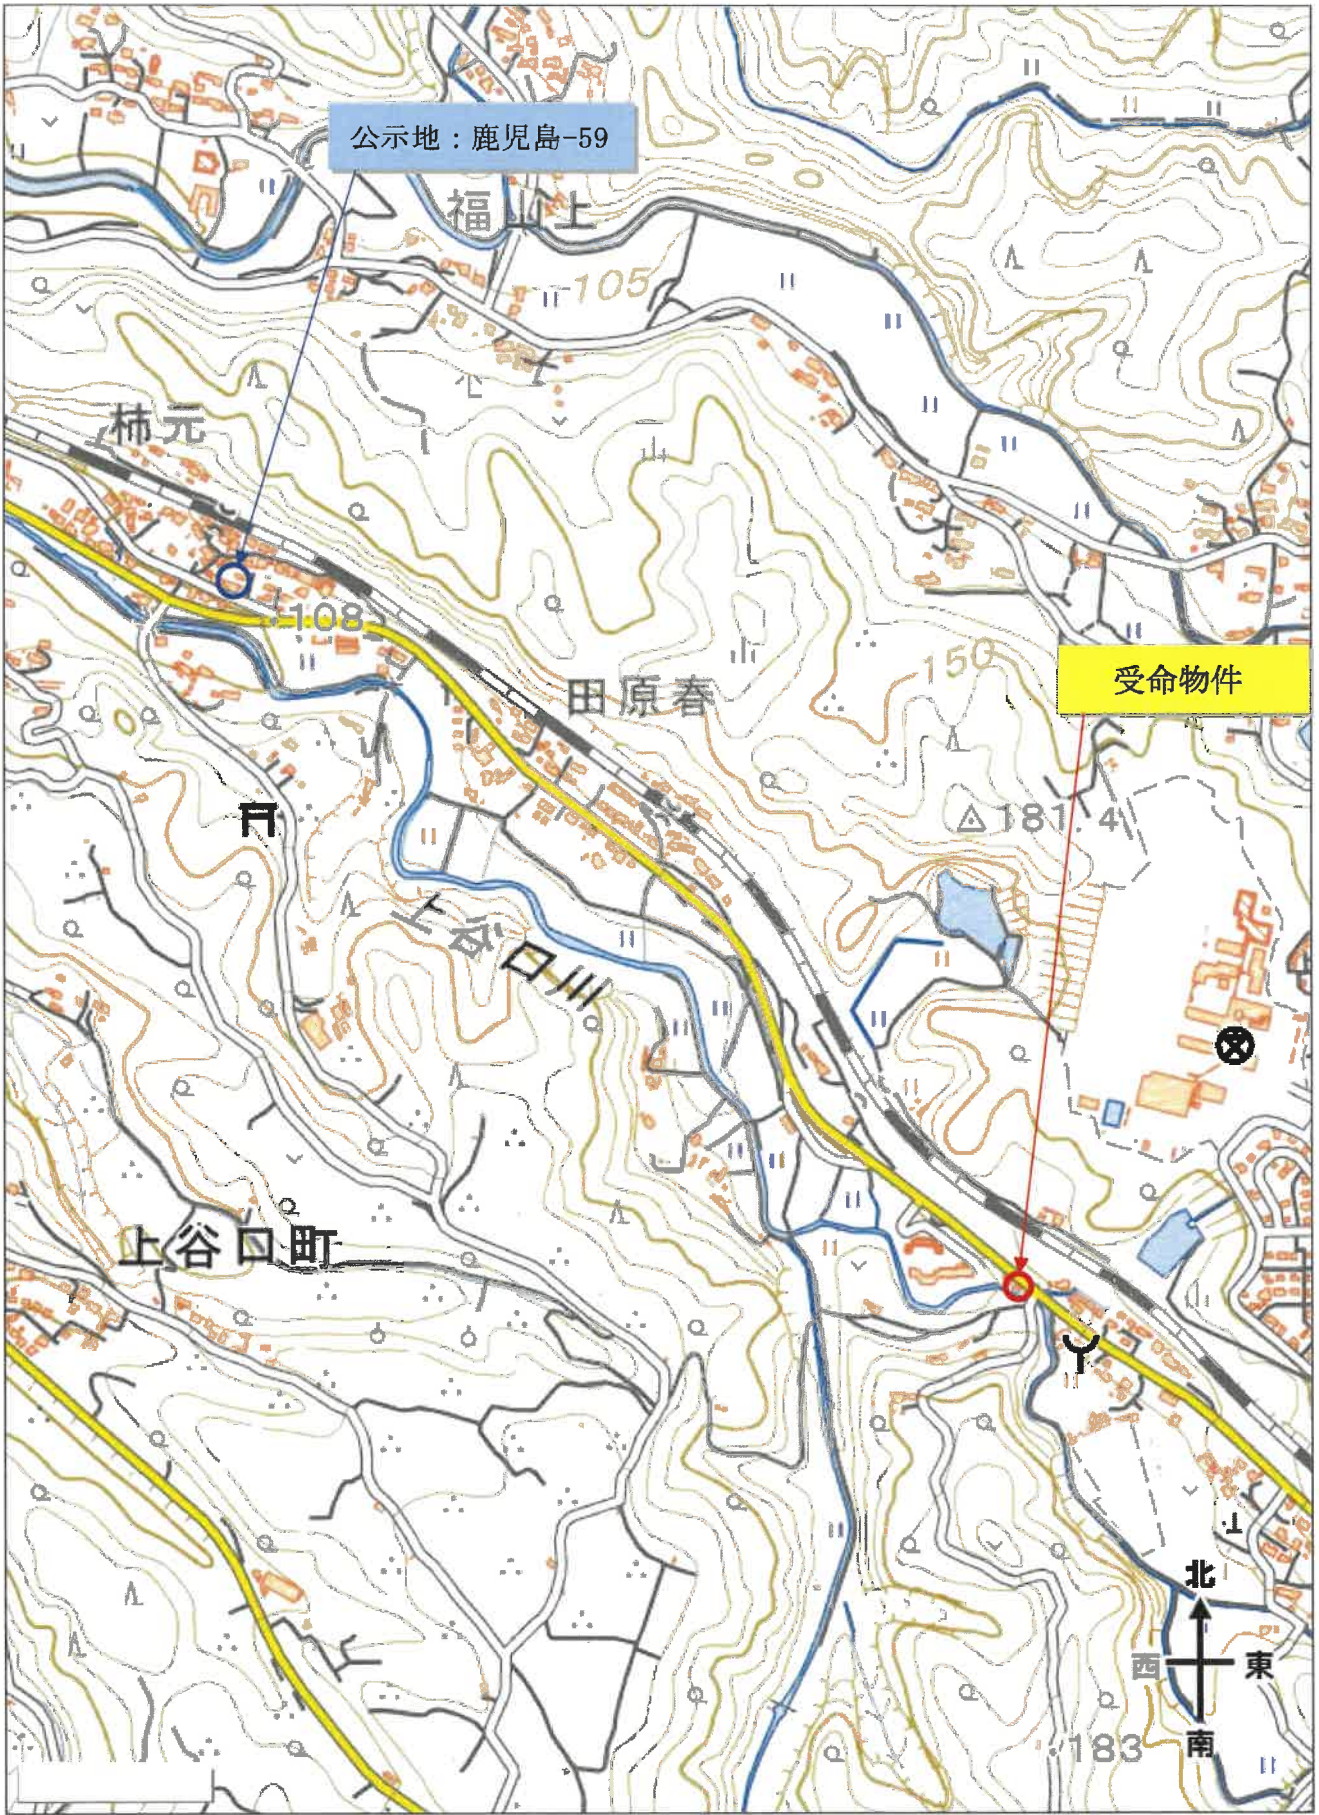 公示地：鹿児島-59
福山上
105
柿元
108
田原春
150
受命物件
181.4
上谷口川
上谷口町
北
西
東
183
南